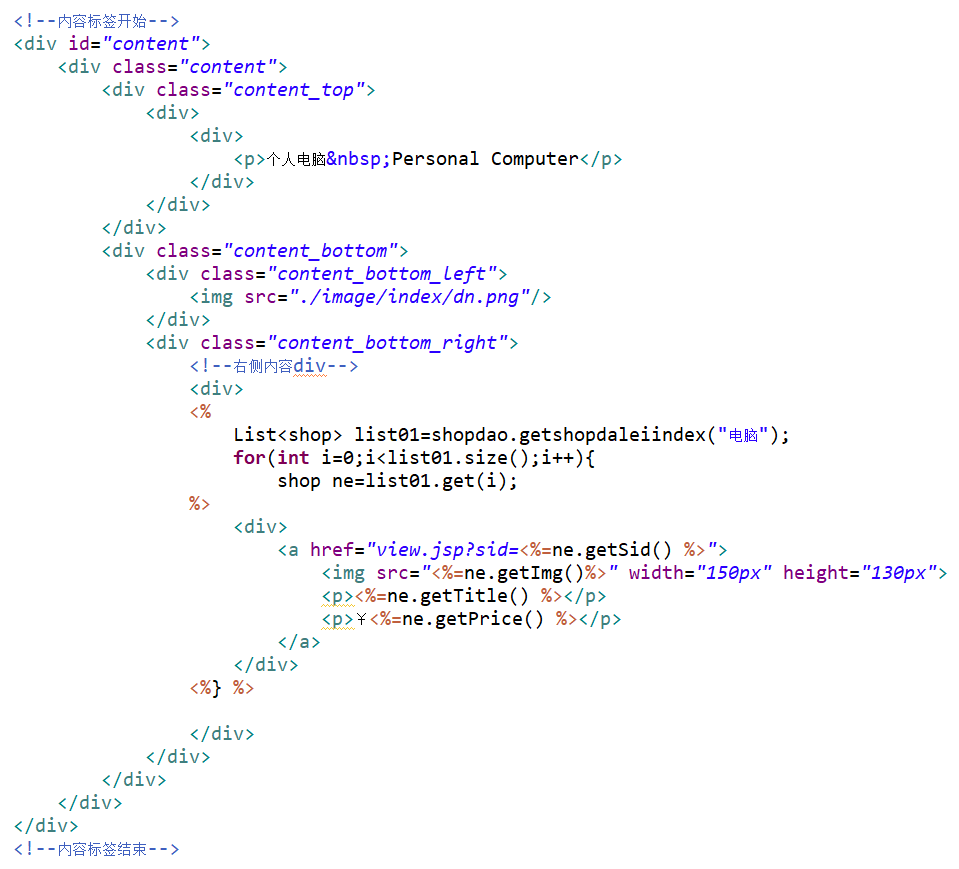 <!--内容标签开始-->
<div id="content">
    <div class="content">
        <div class="content_top">
            <div>
                <div>
                    <p>个人电脑&nbsp;Personal Computer</p>
                </div>
            </div>
        </div>
        <div class="content_bottom">
            <div class="content_bottom_left">
                <img src="./image/index/dn.png"/>
            </div>
            <div class="content_bottom_right">
                <!--右侧内容div-->
                <div>
                <%
                    List<shop> list01=shopdao.getshopdaleiindex("电脑");
                    for(int i=0;i<list01.size();i++){
                        shop ne=list01.get(i);
                %>
                    <div>
                        <a href="view.jsp?sid=<%=ne.getSid() %>">
                            <img src="<%=ne.getImg()%>" width="150px" height="130px">
                            <p><%=ne.getTitle() %></p>
                            <p>¥<%=ne.getPrice() %></p>
                        </a>
                    </div>
                <%} %>

                </div>
            </div>
        </div>
    </div>
</div>
<!--内容标签结束-->